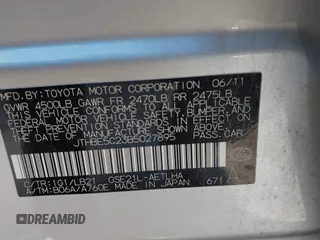 MFD.BY:TOYOTA MOTOR CORPORATION 06/11
GVWR 4500LB GAWR FR 2470LB RR 2475LB
THIS VEHICLE CONFORMS TO ALL APPLICABLE
FEDERAL MOTOR VEHICLE SAFETY, BUMPER, AND
THEFT PREVENTION STANDARDS IN EFFECT ON
THE DATE OF MANUFACTURE SHOWN ABOVE.
JTHBE5C23B5027895 PASS.CAR
C/TR:1G1/LB21 GSE21L-AETLHA
A/TM:B06A/A760E MADE IN JAPAN 671
A